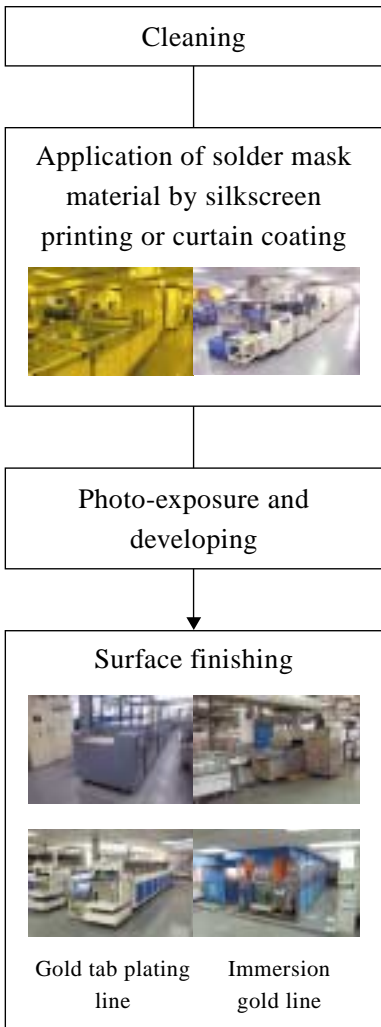 Cleaning
Application of solder mask
material by silkscreen
printing or curtain coating
Photo-exposure and
developing
Surface finishing
Gold tab plating
line
Immersion
gold line